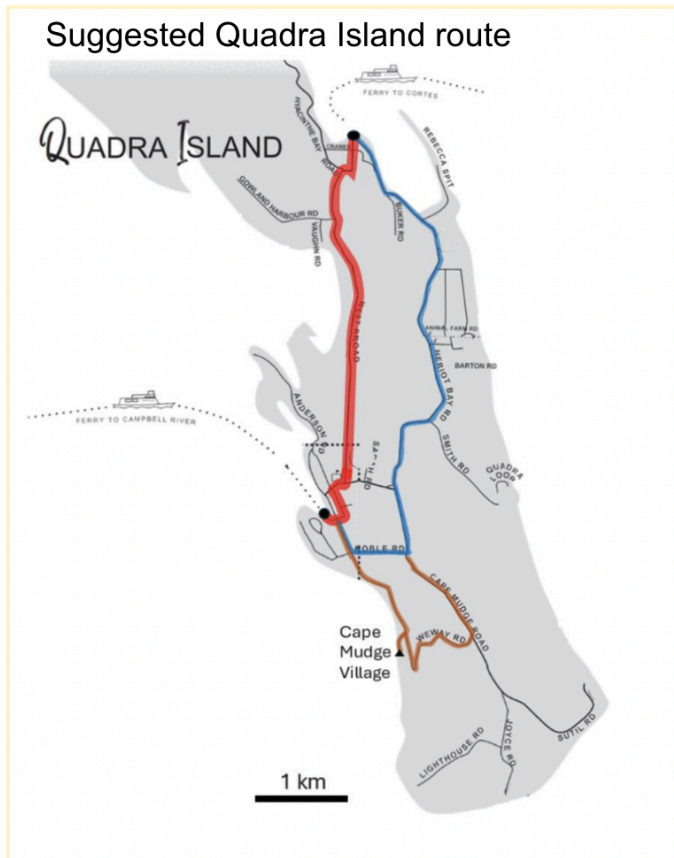 Suggested Quadra Island route
FERRY TO CORTES
QUADRA ISLAND
HYACINTHE BAY
ROAD
REBECCA SPIT
GOWLAND HARBOUR RD
VAUGHN RD
BUKER RD
WEST ROAD
ANIMAL FARM RD
BARTON RD
HERIOT BAY RD
ANDERSON RD
FERRY TO CAMPBELL RIVER
SMITH RD
QUADRA
NOBLE RD
CAPE MUDGE ROAD
WEWAY RD
Cape
Mudge
Village
LIGHTHOUSE RD
JOYCE RD
SUTIL RD
1 km